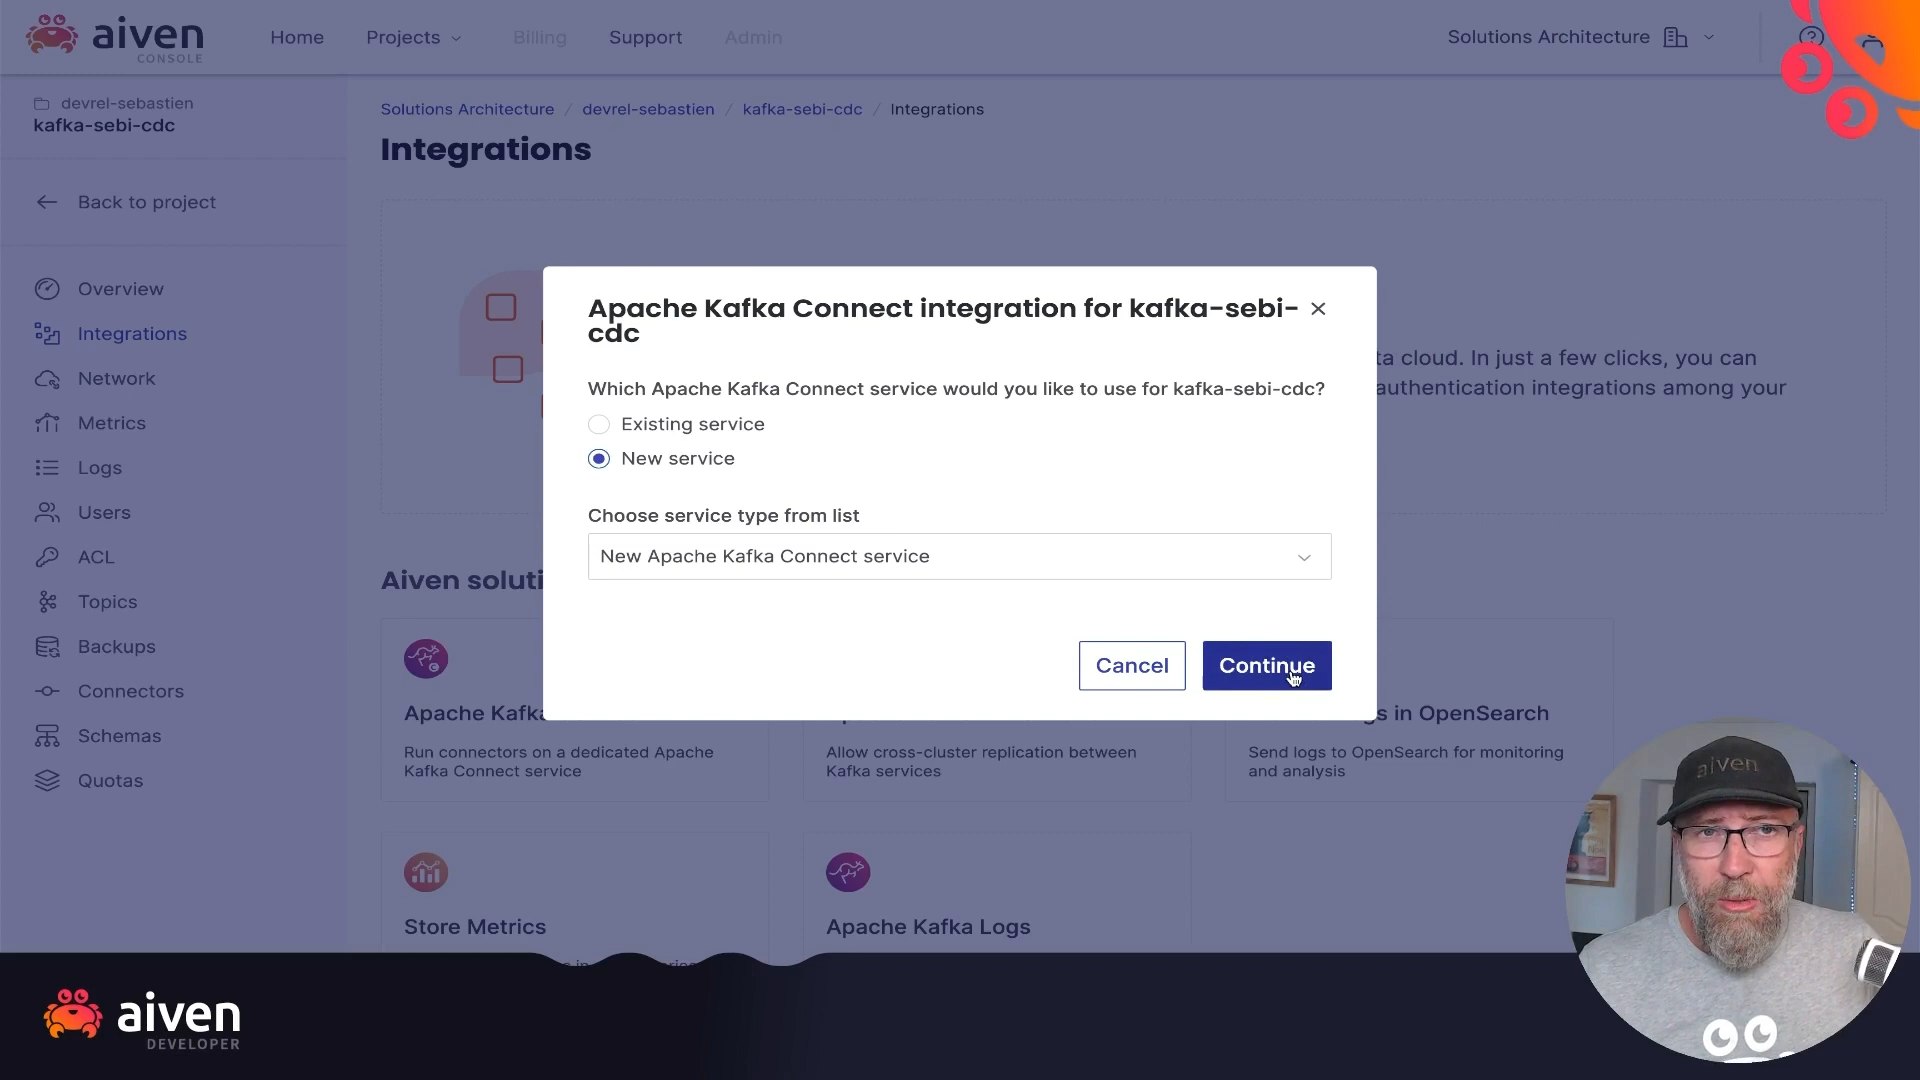 aiven
CONSOLE
Home
Projects
Billing
Support
Admin
Solutions Architecture
devrel-sebastien
kafka-sebi-cdc
Back to project
Overview
Integrations
Network
Metrics
Logs
Users
ACL
Topics
Backups
Connectors
Schemas
Quotas
Solutions Architecture / devrel-sebastien / kafka-sebi-cdc / Integrations
Integrations
ta cloud. In just a few clicks, you can
authentication integrations among your
Apache Kafka Connect integration for kafka-sebi-
cdc
Which Apache Kafka Connect service would you like to use for kafka-sebi-cdc?
Existing service
New service
Choose service type from list
New Apache Kafka Connect service
Cancel
Continue
Aiven soluti
Apache Kafka
Run connectors on a dedicated Apache
Kafka Connect service
Allow cross-cluster replication between
Kafka services
s in OpenSearch
Send logs to OpenSearch for monitoring
and analysis
Store Metrics
Apache Kafka Logs
aiven
aiven
DEVELOPER